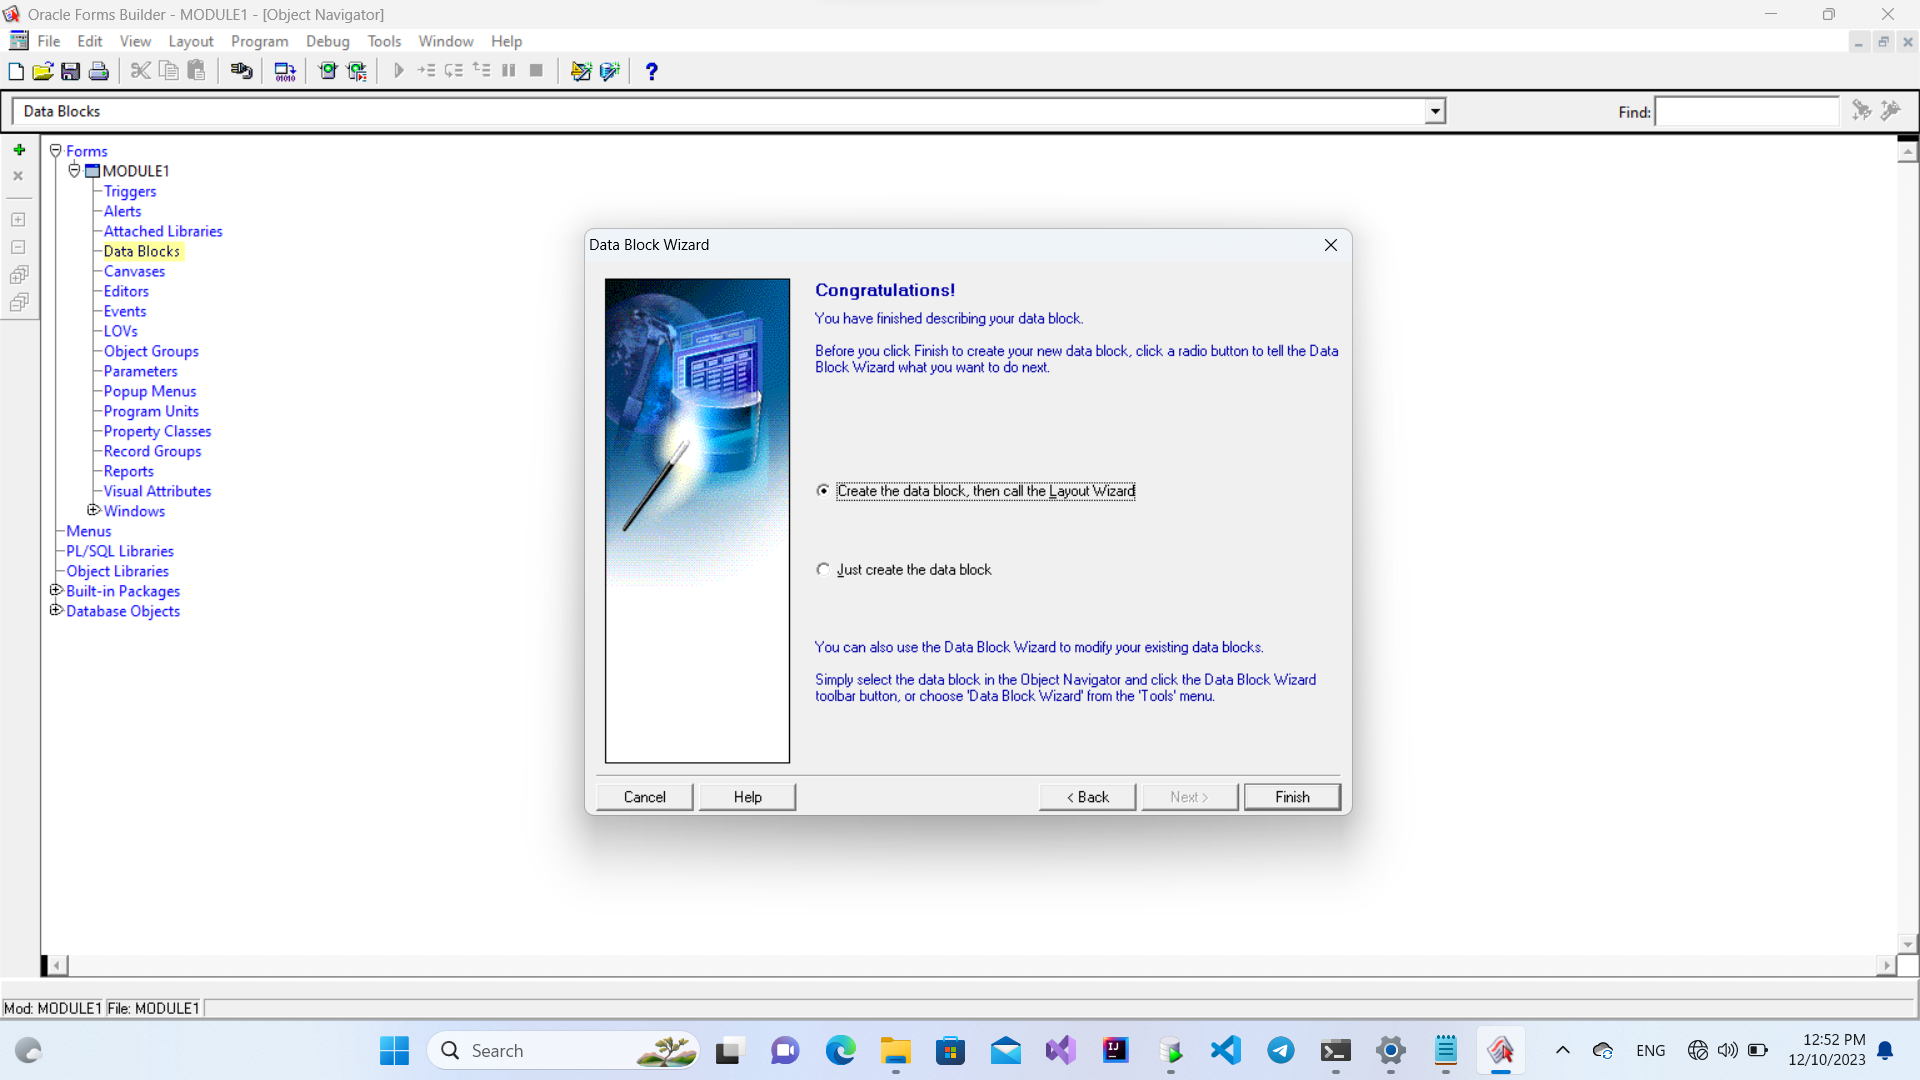 Oracle Forms Builder - MODULE1 - [Object Navigator]
File Edit View Layout Program Debug Tools Window Help
Data Blocks
Find:
Forms
MODULE1
Triggers
Alerts
Attached Libraries
Data Blocks
Canvases
Editors
Events
LOVs
Object Groups
Parameters
Popup Menus
Program Units
Property Classes
Record Groups
Reports
Visual Attributes
Windows
Menus
PL/SQL Libraries
Object Libraries
Built-in Packages
Database Objects
Data Block Wizard
Congratulations!
You have finished describing your data block.
Before you click Finish to create your new data block, click a radio button to tell the Data
Block Wizard what you want to do next.
Create the data block, then call the Layout Wizard
Just create the data block
You can also use the Data Block Wizard to modify your existing data blocks.
Simply select the data block in the Object Navigator and click the Data Block Wizard
toolbar button, or choose 'Data Block Wizard' from the 'Tools' menu.
Cancel Help < Back Next > Finish
Mod: MODULE1 File: MODULE1
Search
ENG
12:52 PM
12/10/2023